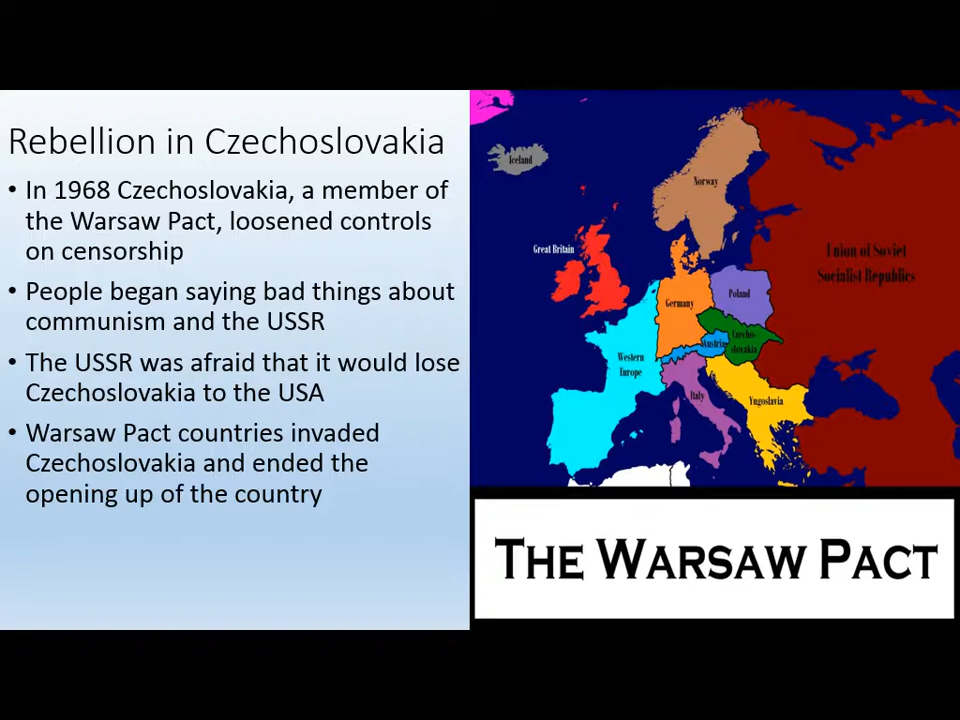 Rebellion in Czechoslovakia
• In 1968 Czechoslovakia, a member of
the Warsaw Pact, loosened controls
on censorship
• People began saying bad things about
communism and the USSR
• The USSR was afraid that it would lose
Czechoslovakia to the USA
• Warsaw Pact countries invaded
Czechoslovakia and ended the
opening up of the country
Iceland
Norway
Great Britain
Union of Soviet
Socialist Republics
Germany
Poland
Czecho-
slovakia
Austria
Western
Europe
Italy
Yugoslavia
THE WARSAW PACT